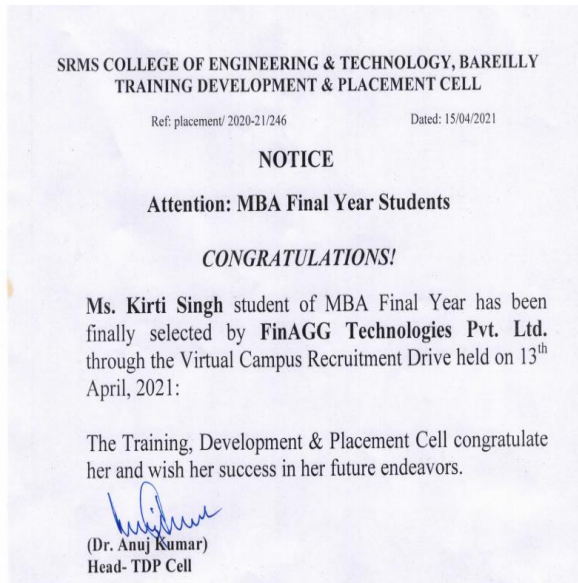 SRMS COLLEGE OF ENGINEERING & TECHNOLOGY, BAREILLY
TRAINING DEVELOPMENT & PLACEMENT CELL
Ref: placement/ 2020-21/246 Dated: 15/04/2021
NOTICE
Attention: MBA Final Year Students
CONGRATULATIONS!
Ms. Kirti Singh student of MBA Final Year has been
finally selected by FinAGG Technologies Pvt. Ltd.
through the Virtual Campus Recruitment Drive held on 13th
April, 2021:
The Training, Development & Placement Cell congratulate
her and wish her success in her future endeavors.
(Dr. Anuj Kumar)
Head- TDP Cell